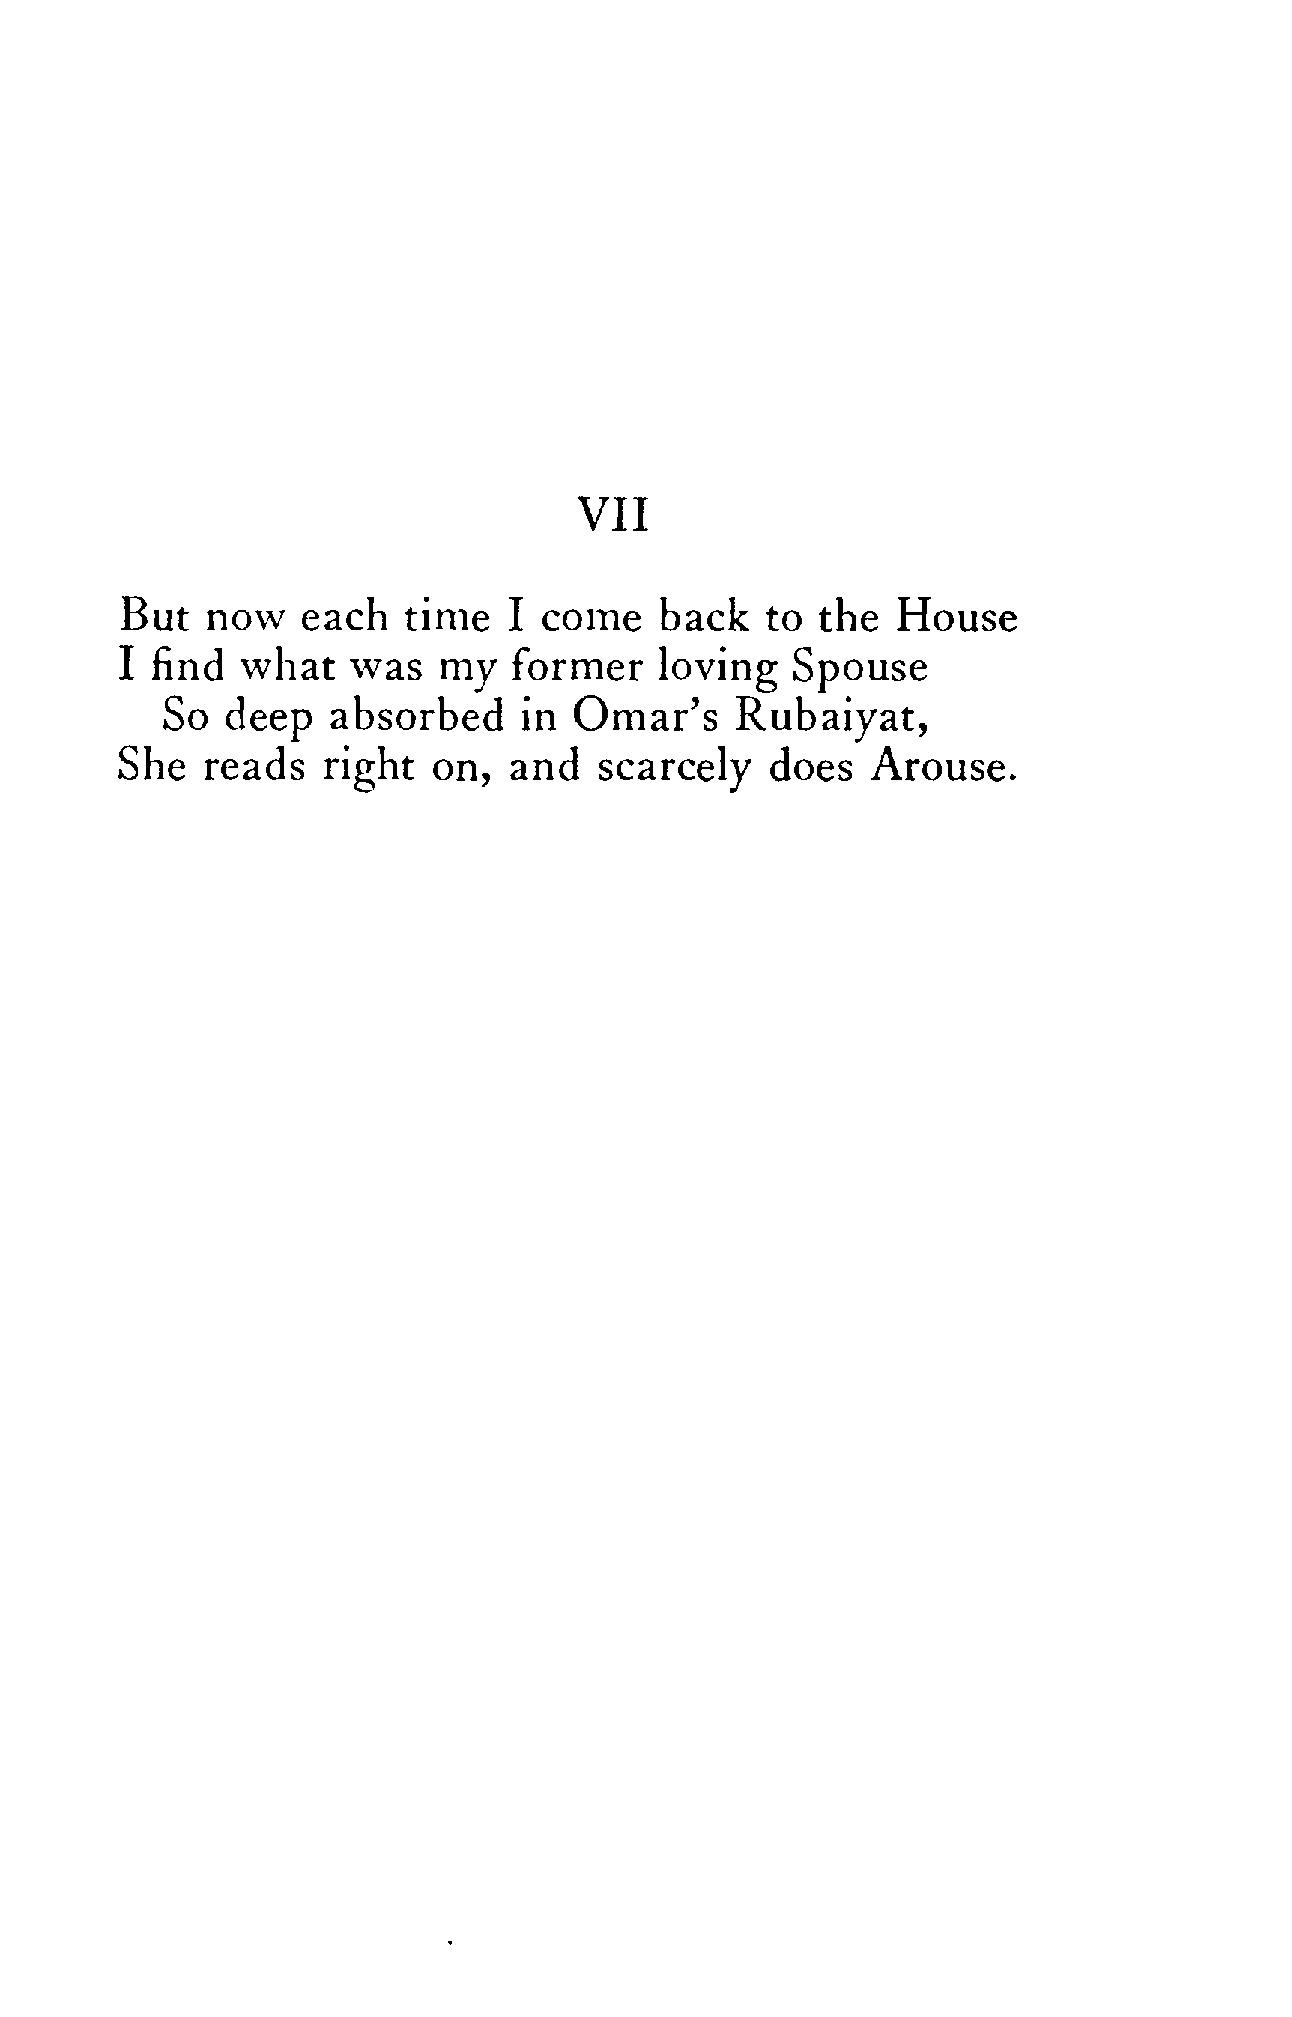 VII
But now each time I come back to the House
I find what was my former loving Spouse
So deep absorbed in Omar's Rubaiyat,
She reads right on, and scarcely does Arouse.